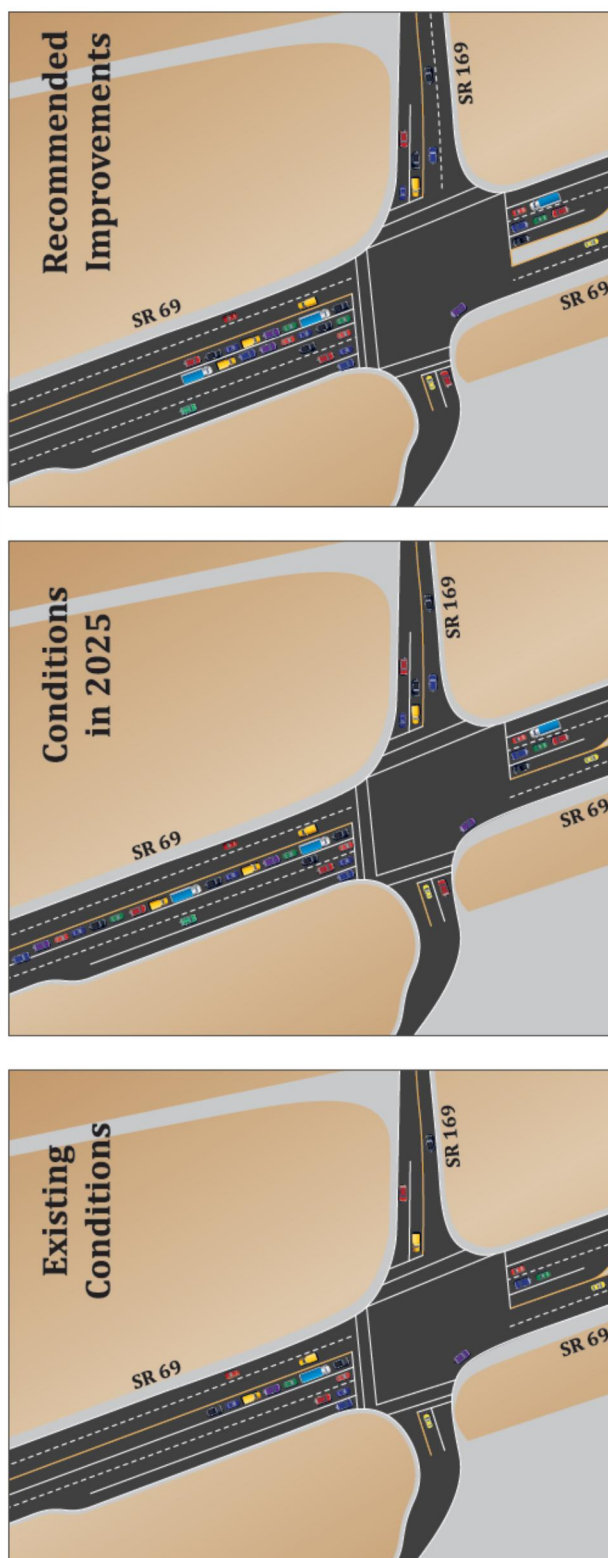 Existing
Conditions
SR 69
SR 169
SR 69
Conditions
in 2025
SR 69
SR 169
SR 69
Recommended
Improvements
SR 69
SR 169
SR 69